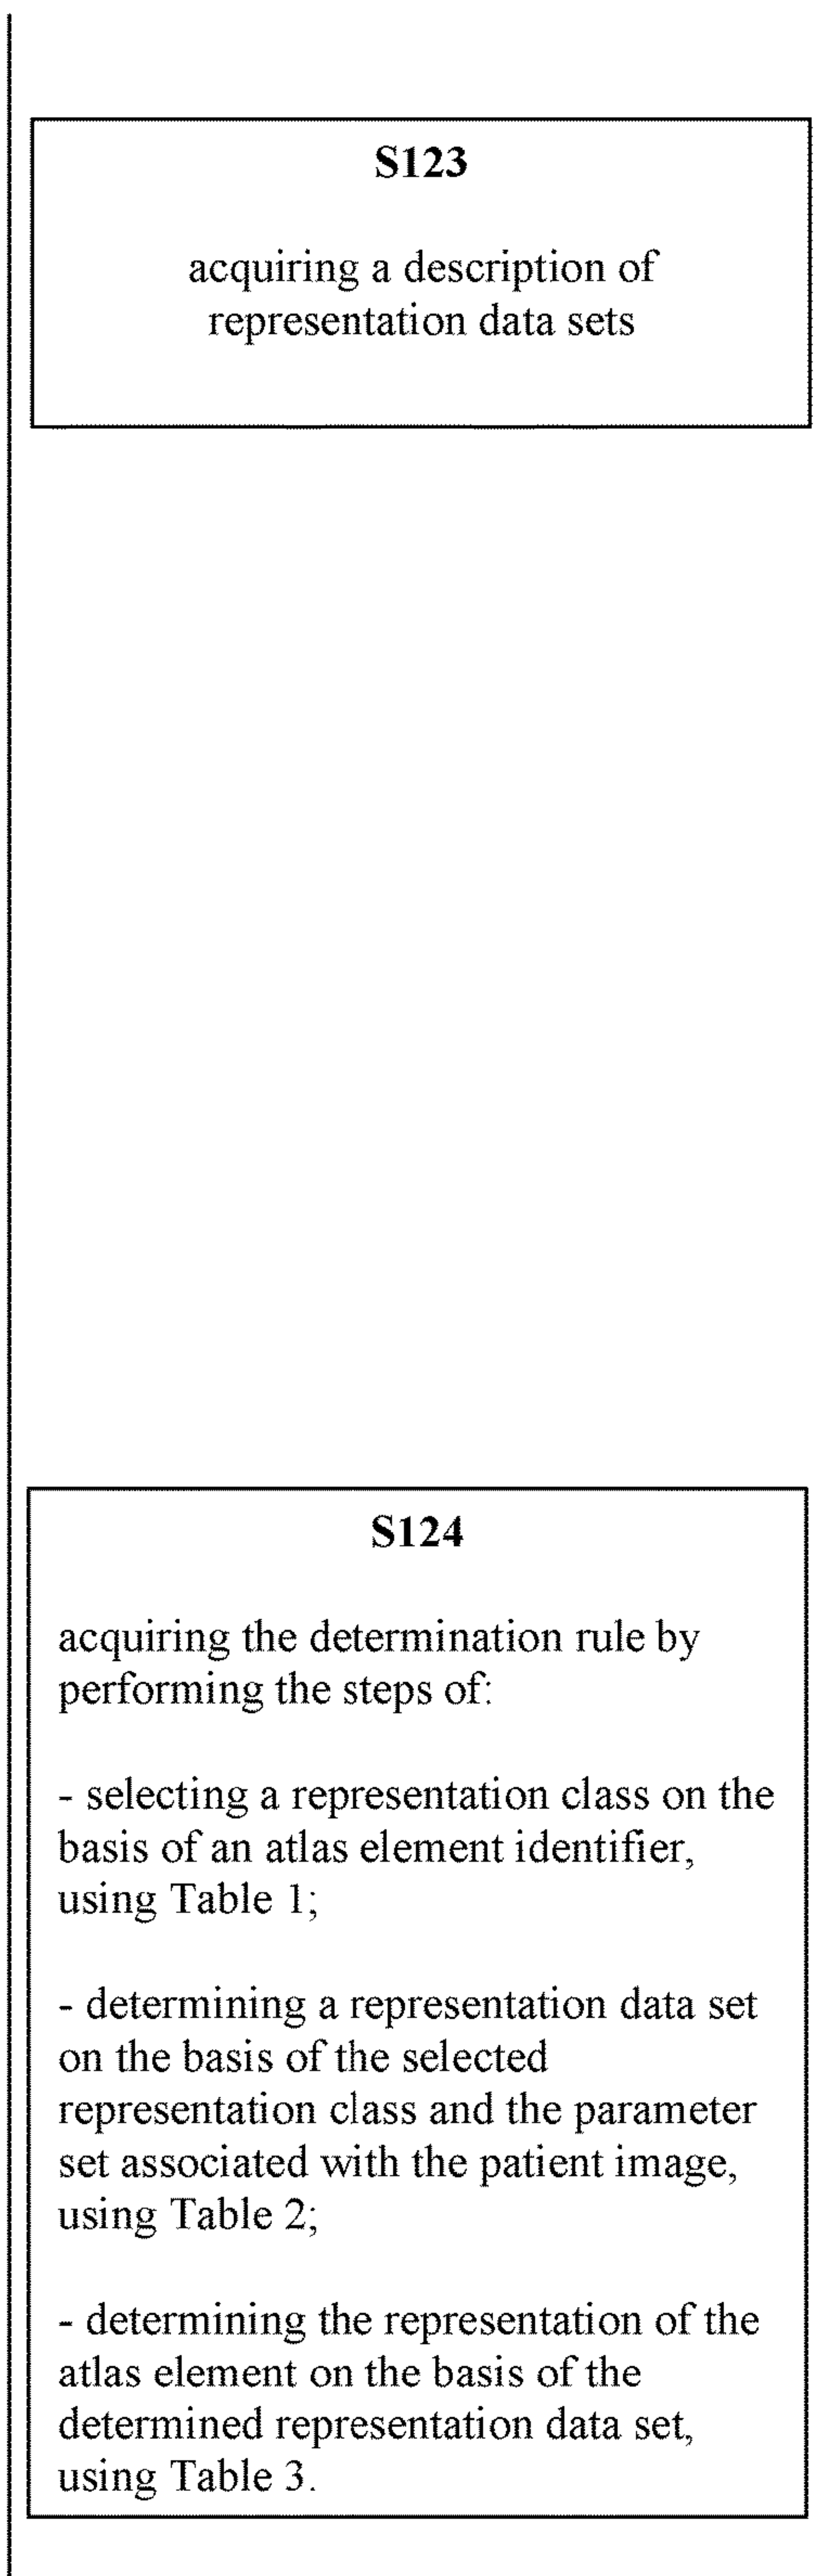 S123
acquiring a description of
representation data sets
S124
acquiring the determination rule by
performing the steps of:
- selecting a representation class on the
basis of an atlas element identifier,
using Table 1;
- determining a representation data set
on the basis of the selected
representation class and the parameter
set associated with the patient image,
using Table 2;
- determining the representation of the
atlas element on the basis of the
determined representation data set,
using Table 3.